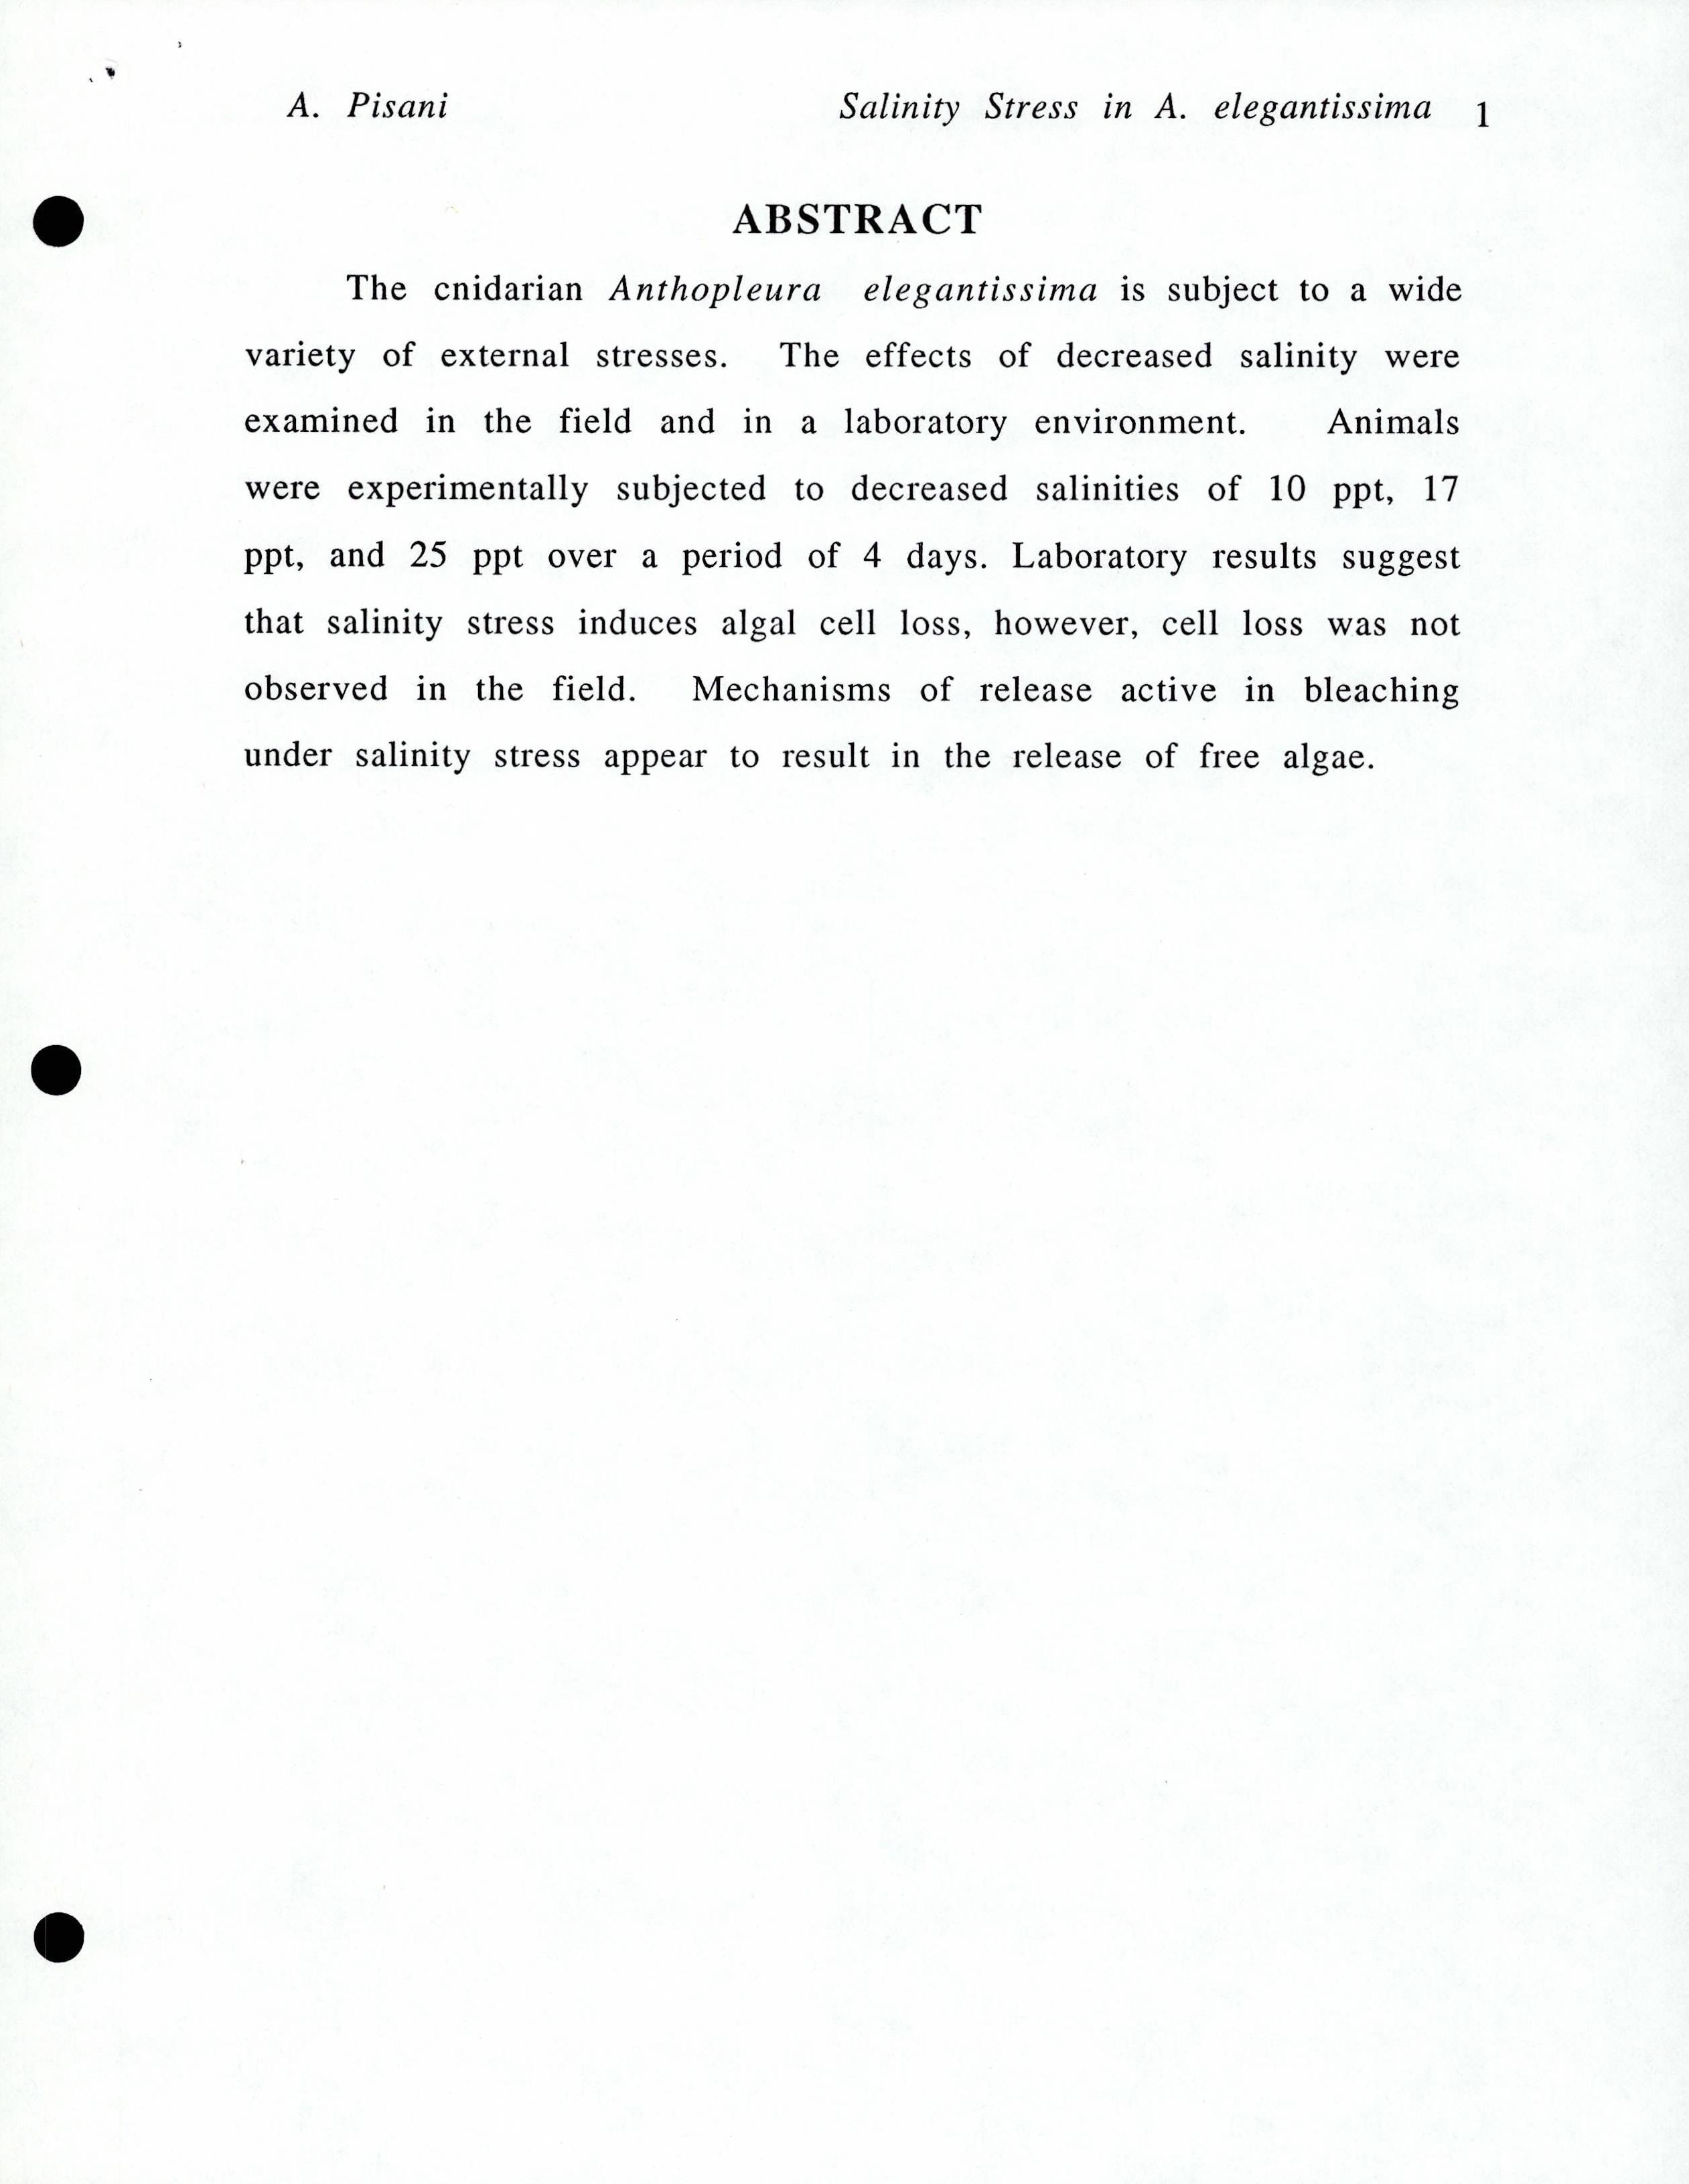 A. Pisani Salinity Stress in A. elegantissima 1
ABSTRACT
The cnidarian Anthopleura elegantissima is subject to a wide
variety of external stresses. The effects of decreased salinity were
examined in the field and in a laboratory environment. Animals
were experimentally subjected to decreased salinities of 10 ppt, 17
ppt, and 25 ppt over a period of 4 days. Laboratory results suggest
that salinity stress induces algal cell loss, however, cell loss was not
observed in the field. Mechanisms of release active in bleaching
under salinity stress appear to result in the release of free algae.